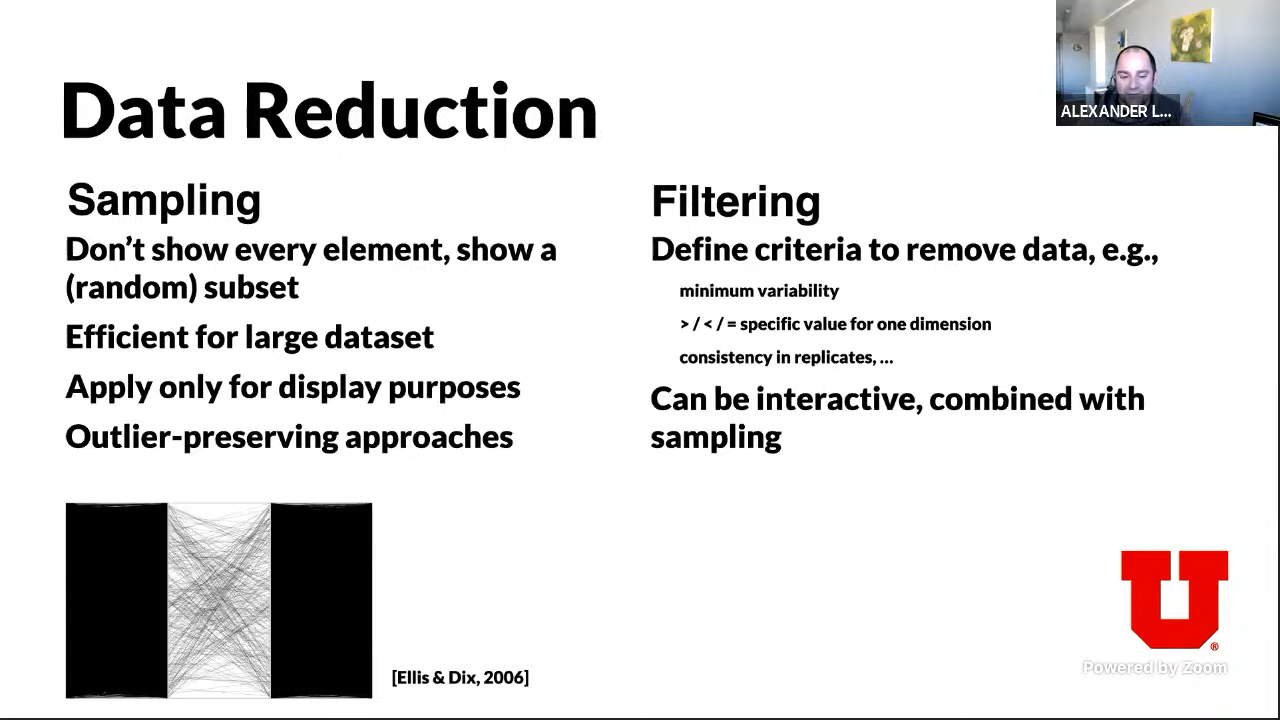 Data Reduction
ALEXANDER L...
Sampling
Don't show every element, show a
(random) subset
Efficient for large dataset
Apply only for display purposes
Outlier-preserving approaches
Filtering
Define criteria to remove data, e.g.,
minimum variability
> / < / = specific value for one dimension
consistency in replicates, ...
Can be interactive, combined with
sampling
[Ellis & Dix, 2006]
U®
Powered by Zoom